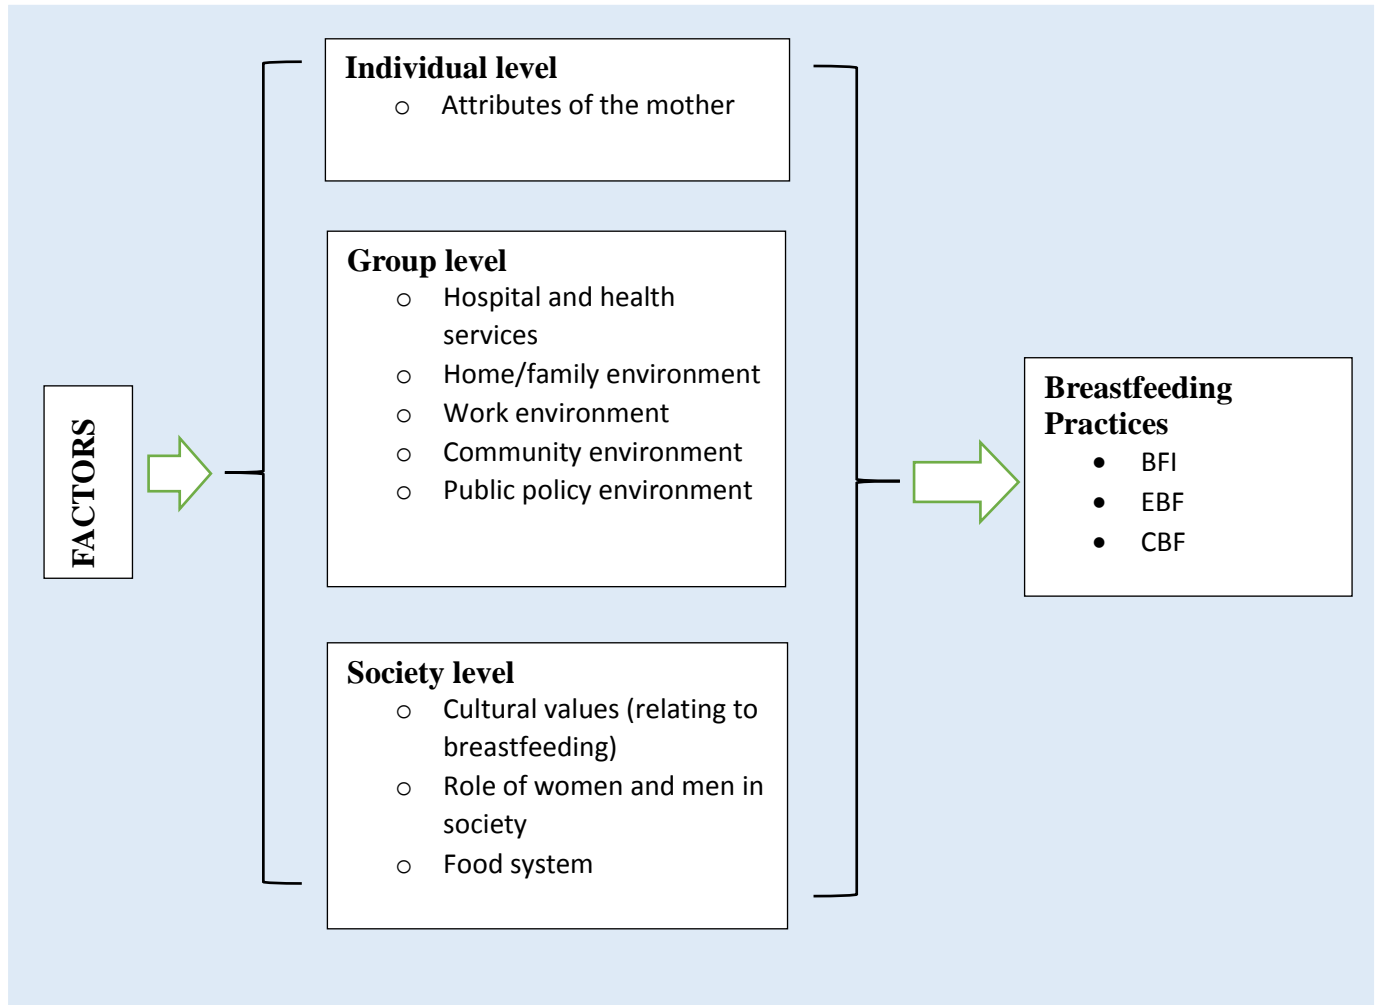 FACTORS
Individual level
o Attributes of the mother
Group level
o Hospital and health
services
o Home/family environment
o Work environment
o Community environment
o Public policy environment
Society level
o Cultural values (relating to
breastfeeding)
o Role of women and men in
society
o Food system
Breastfeeding
Practices
• BFI
• EBF
• CBF